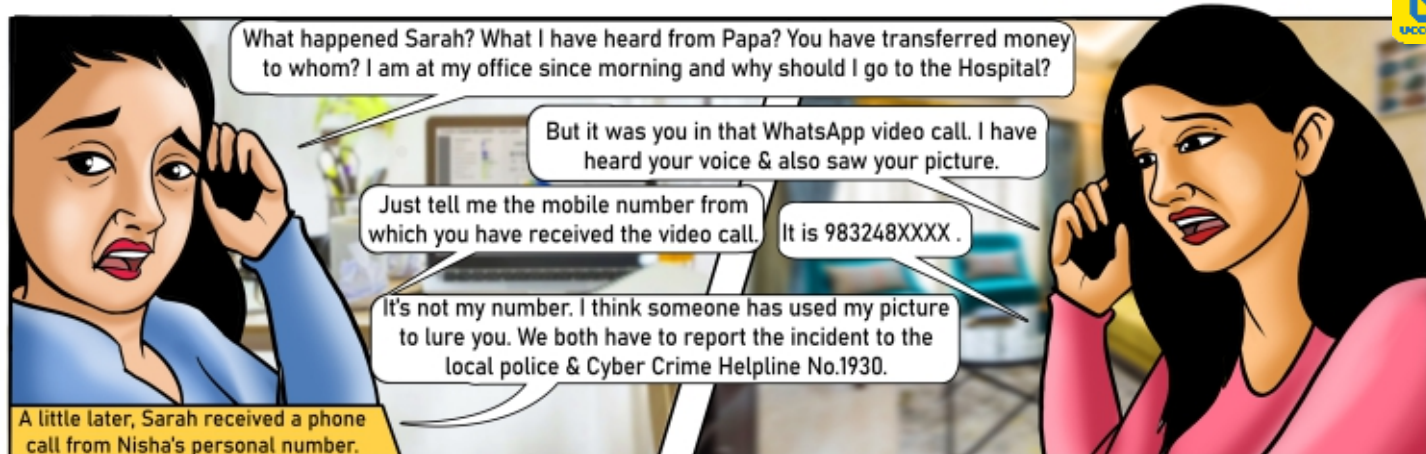 What happened Sarah? What I have heard from Papa? You have transferred money
to whom? I am at my office since morning and why should I go to the Hospital?
But it was you in that WhatsApp video call. I have
heard your voice & also saw your picture.
Just tell me the mobile number from
which you have received the video call.
It is 983248XXXX .
It's not my number. I think someone has used my picture
to lure you. We both have to report the incident to the
local police & Cyber Crime Helpline No.1930.
A little later, Sarah received a phone
call from Nisha's personal number.